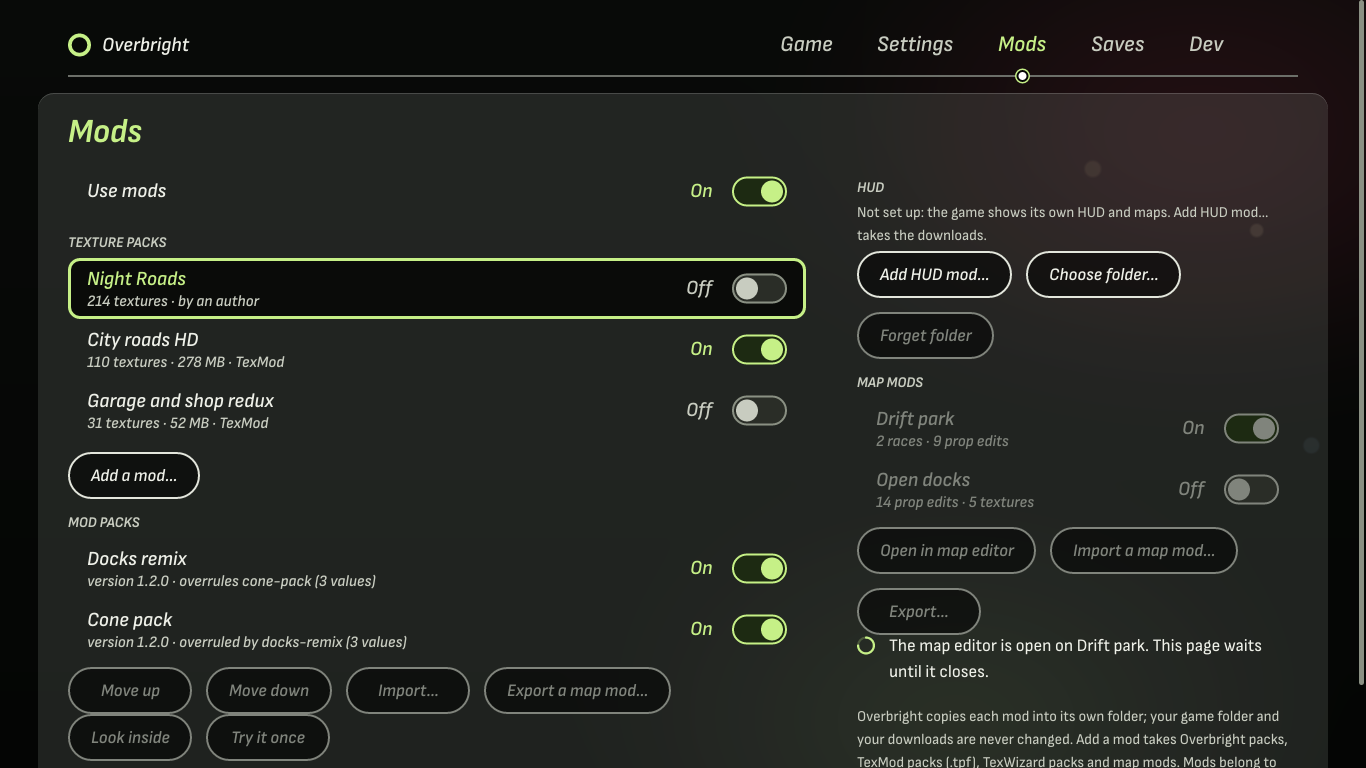 Overbright
Game
Settings
Mods
Saves
Dev
Mods
Use mods
On
TEXTURE PACKS
Night Roads
214 textures · by an author
Off
City roads HD
110 textures · 278 MB · TexMod
On
Garage and shop redux
31 textures · 52 MB · TexMod
Off
Add a mod...
MOD PACKS
Docks remix
version 1.2.0 · overrules cone-pack (3 values)
On
Cone pack
version 1.2.0 · overruled by docks-remix (3 values)
On
Move up
Move down
Import...
Export a map mod...
Look inside
Try it once
HUD
Not set up: the game shows its own HUD and maps. Add HUD mod...
takes the downloads.
Add HUD mod...
Choose folder...
Forget folder
MAP MODS
Drift park
2 races · 9 prop edits
On
Open docks
14 prop edits · 5 textures
Off
Open in map editor
Import a map mod...
Export...
The map editor is open on Drift park. This page waits
until it closes.
Overbright copies each mod into its own folder; your game folder and
your downloads are never changed. Add a mod takes Overbright packs,
TexMod packs (.tpf), TexWizard packs and map mods. Mods belong to